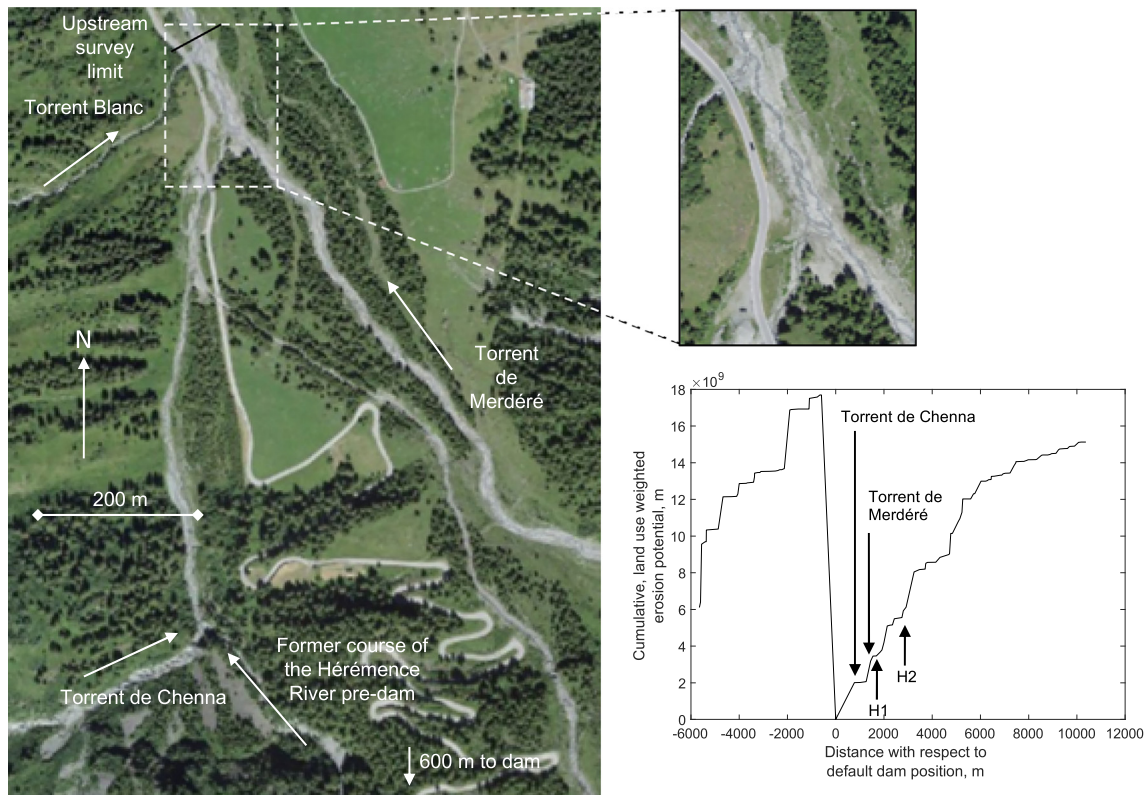 Upstream
survey
limit
Torrent Blanc
N
Torrent
de
Merdéré
200 m
Former course of
the Hérémence
River pre-dam
Torrent de Chenna
600 m to dam
×10⁹
18
16
14
12
10
8
6
4
2
0
Cumulative, land use weighted
erosion potential, m
Torrent de Chenna
Torrent de
Merdéré
H2
H1
-6000 -4000 -2000 0 2000 4000 6000 8000 10000 12000
Distance with respect to
default dam position, m